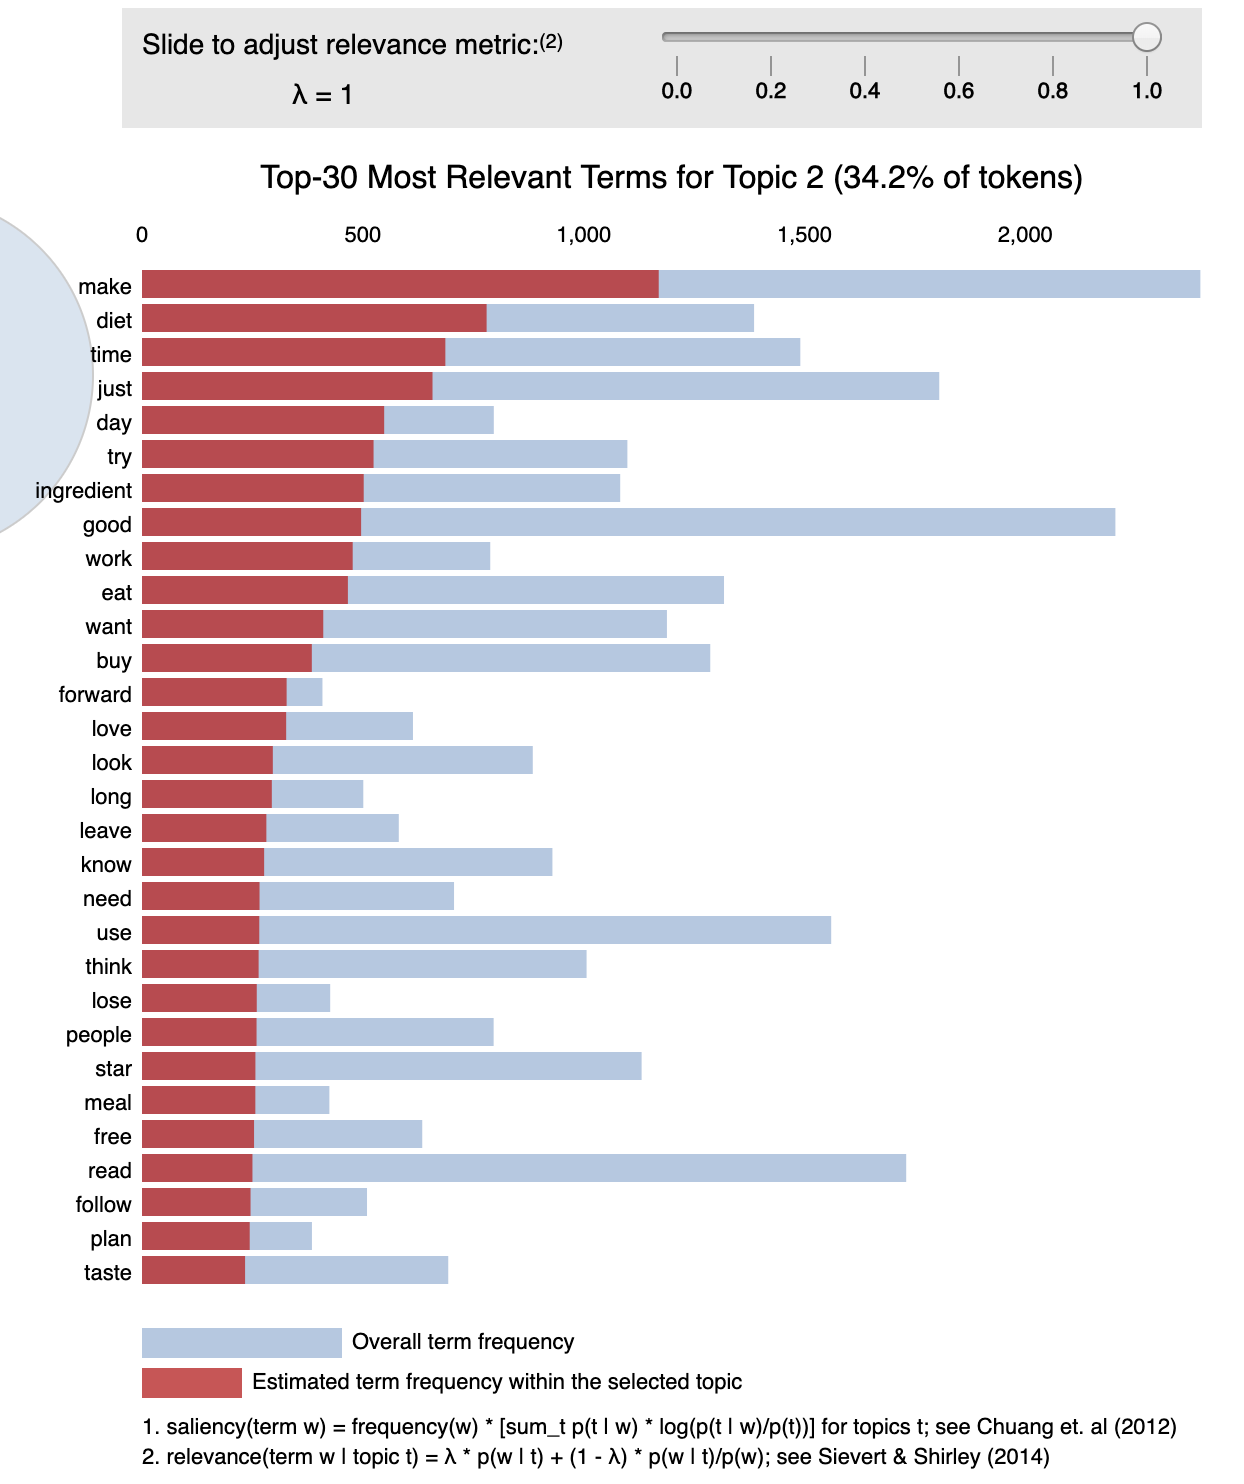 Slide to adjust relevance metric:(2)
λ = 1
0.0 0.2 0.4 0.6 0.8 1.0
Top-30 Most Relevant Terms for Topic 2 (34.2% of tokens)
0 500 1,000 1,500 2,000
make
diet
time
just
day
try
ingredient
good
work
eat
want
buy
forward
love
look
long
leave
know
need
use
think
lose
people
star
meal
free
read
follow
plan
taste
Overall term frequency
Estimated term frequency within the selected topic
1. saliency(term w) = frequency(w) * [sum_t p(t | w) * log(p(t | w)/p(t))] for topics t; see Chuang et. al (2012)
2. relevance(term w | topic t) = λ * p(w | t) + (1 - λ) * p(w | t)/p(w); see Sievert & Shirley (2014)